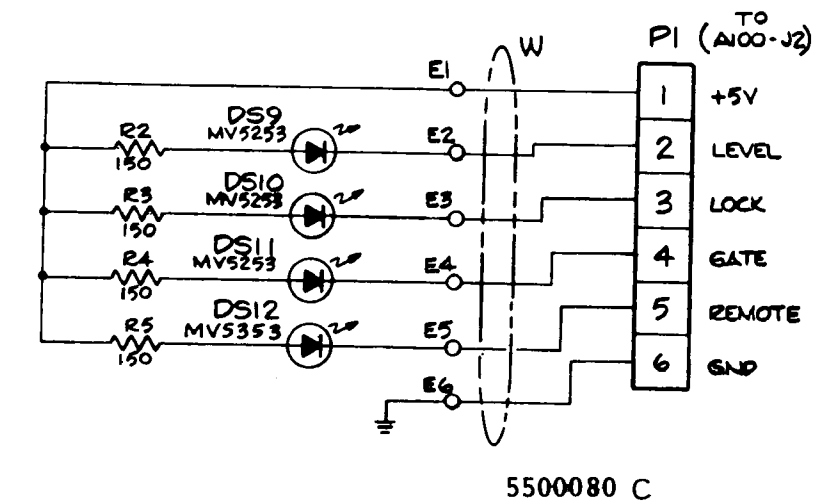 TO
W
P1 (A100-J2)
E1
1 +5V
DS9
R2 MV5253 E2
150
2 LEVEL
DS10
R3 MV5253 E3
150
3 LOCK
DS11
R4 MV5253 E4
150
4 GATE
DS12
R5 MV5353 E5
150
5 REMOTE
6 GND
E6
5500080 C